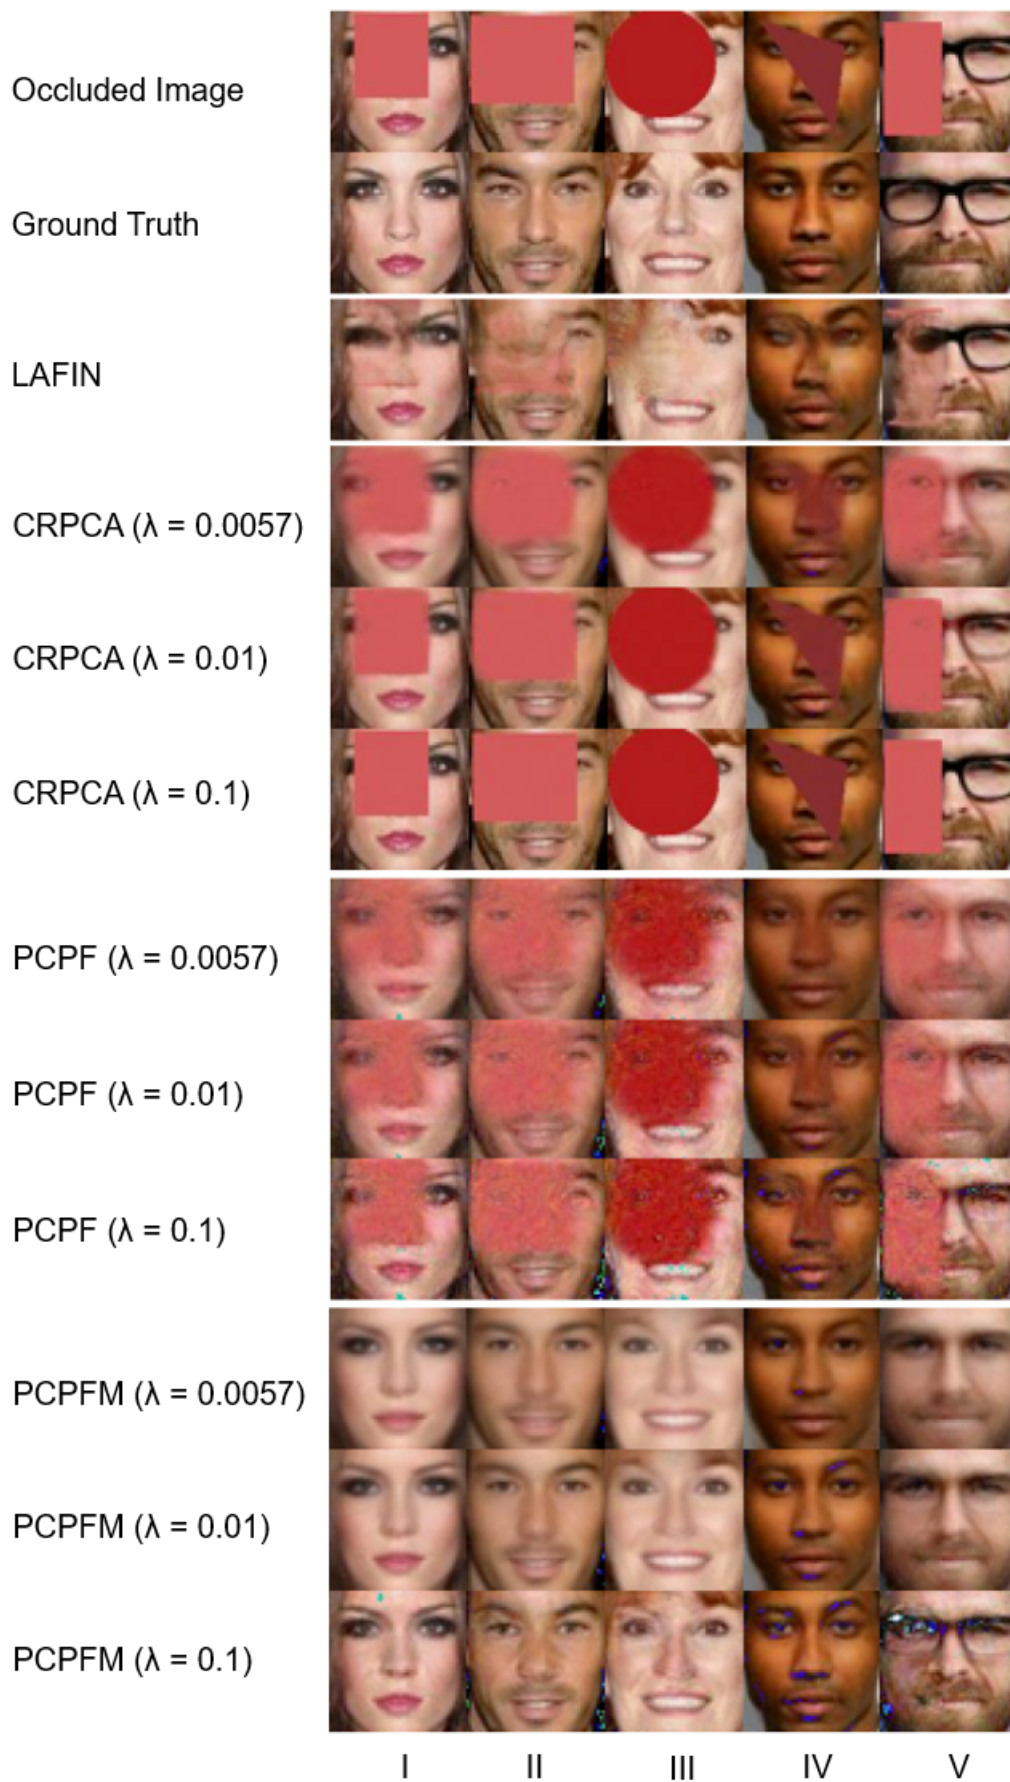 Occluded Image
Ground Truth
LAFIN
CRPCA (λ = 0.0057)
CRPCA (λ = 0.01)
CRPCA (λ = 0.1)
PCPF (λ = 0.0057)
PCPF (λ = 0.01)
PCPF (λ = 0.1)
PCPFM (λ = 0.0057)
PCPFM (λ = 0.01)
PCPFM (λ = 0.1)
I II III IV V